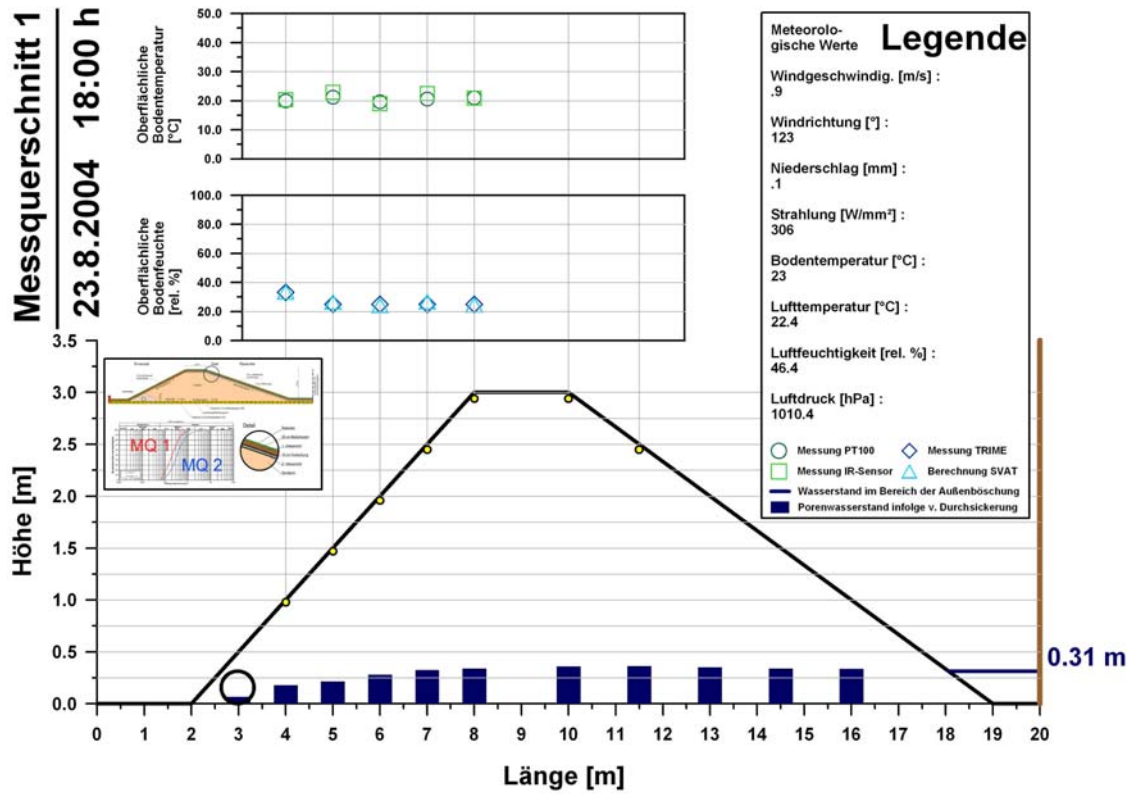 Messquerschnitt 1
23.8.2004 18:00 h
Oberflächliche
Bodentemperatur
[°C]
50.0
40.0
30.0
20.0
10.0
0.0
Oberflächliche
Bodenfeuchte
[rel. %]
100.0
80.0
60.0
40.0
20.0
0.0
Legende
Meteorolo-
gische Werte
Windgeschwindig. [m/s] :
.9
Windrichtung [°] :
123
Niederschlag [mm] :
.1
Strahlung [W/mm²] :
306
Bodentemperatur [°C] :
23
Lufttemperatur [°C] :
22.4
Luftfeuchtigkeit [rel. %] :
46.4
Luftdruck [hPa] :
1010.4
Messung PT100
Messung TRIME
Messung IR-Sensor
Berechnung SVAT
Wasserstand im Bereich der Außenböschung
Porenwasserstand infolge v. Durchsickerung
Höhe [m]
3.5
3.0
2.5
2.0
1.5
1.0
0.5
0.0
MQ 1
MQ 2
Detail
0.31 m
0 1 2 3 4 5 6 7 8 9 10 11 12 13 14 15 16 17 18 19 20
Länge [m]